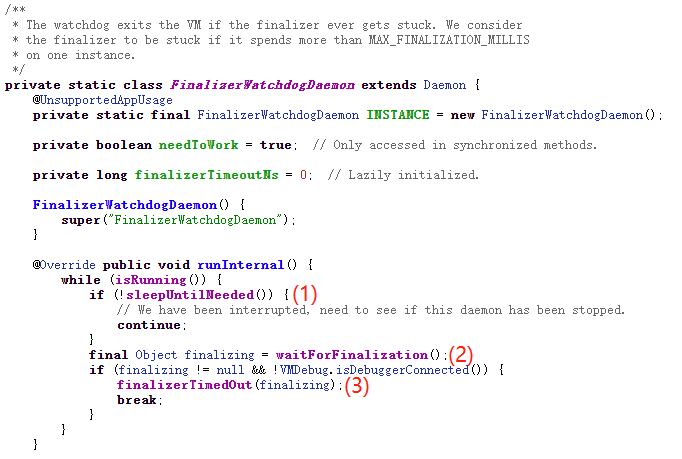 /**
 * The watchdog exits the VM if the finalizer ever gets stuck. We consider
 * the finalizer to be stuck if it spends more than MAX_FINALIZATION_MILLIS
 * on one instance.
 */
private static class FinalizerWatchdogDaemon extends Daemon {
    @UnsupportedAppUsage
    private static final FinalizerWatchdogDaemon INSTANCE = new FinalizerWatchdogDaemon();

    private boolean needToWork = true;  // Only accessed in synchronized methods.

    private long finalizerTimeoutNs = 0;  // Lazily initialized.

    FinalizerWatchdogDaemon() {
        super("FinalizerWatchdogDaemon");
    }

    @Override public void runInternal() {
        while (isRunning()) {
            if (!sleepUntilNeeded()) { (1)
                // We have been interrupted, need to see if this daemon has been stopped.
                continue;
            }
            final Object finalizing = waitForFinalization(); (2)
            if (finalizing != null && !VMDebug.isDebuggerConnected()) {
                finalizerTimedOut(finalizing); (3)
                break;
            }
        }
    }